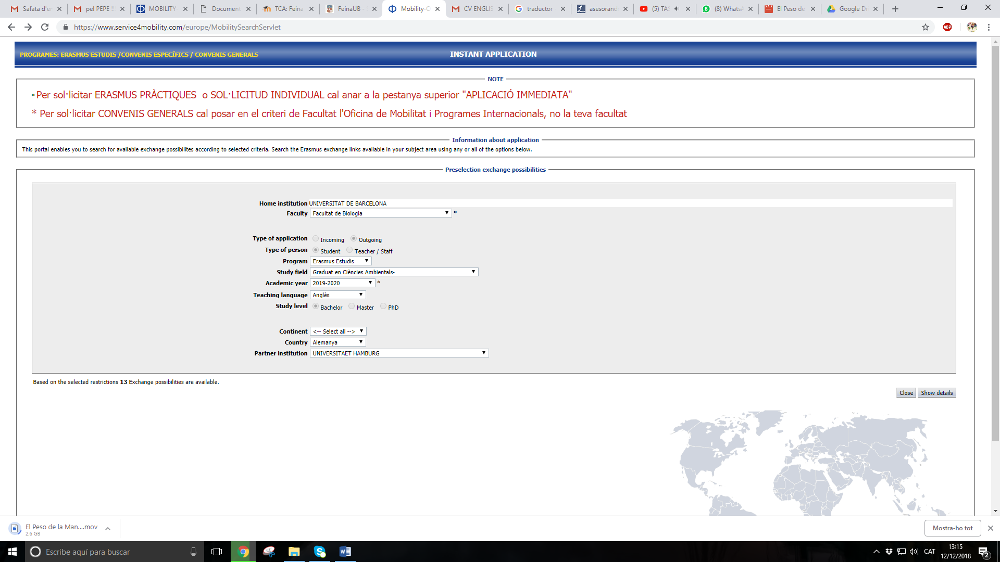 Safata d'er
pel PEPE !
MOBILITY-
Document
TCA: Feina
FeinaUB -
Mobility-O
CV ENGLIS
traductor
asesorand
(5) TAS
(8) WhatsA
El Peso de
Google Dr
https://www.service4mobility.com/europe/MobilitySearchServlet
ABP
PROGRAMES: ERASMUS ESTUDIS /CONVENIS ESPECÍFICS / CONVENIS GENERALS
INSTANT APPLICATION
NOTE
* Per sol·licitar ERASMUS PRÀCTIQUES o SOL·LICITUD INDIVIDUAL cal anar a la pestanya superior "APLICACIÓ IMMEDIATA"
* Per sol·licitar CONVENIS GENERALS cal posar en el criteri de Facultat l'Oficina de Mobilitat i Programes Internacionals, no la teva facultat
Information about application
This portal enables you to search for available exchange possibilites according to selected criteria. Search the Erasmus exchange links available in your subject area using any or all of the options below.
Preselection exchange possibilities
Home institution UNIVERSITAT DE BARCELONA
Faculty Facultat de Biologia *
Type of application Incoming Outgoing
Type of person Student Teacher / Staff
Program Erasmus Estudis
Study field Graduat en Ciències Ambientals-
Academic year 2019-2020 *
Teaching language Anglès
Study level Bachelor Master PhD
Continent <-- Select all -->
Country Alemanya
Partner institution UNIVERSITAET HAMBURG
Based on the selected restrictions 13 Exchange possibilities are available.
Close Show details
El Peso de la Man....mov
2,6 GB
Mostra-ho tot
Escribe aquí para buscar
CAT
13:15
12/12/2018
2